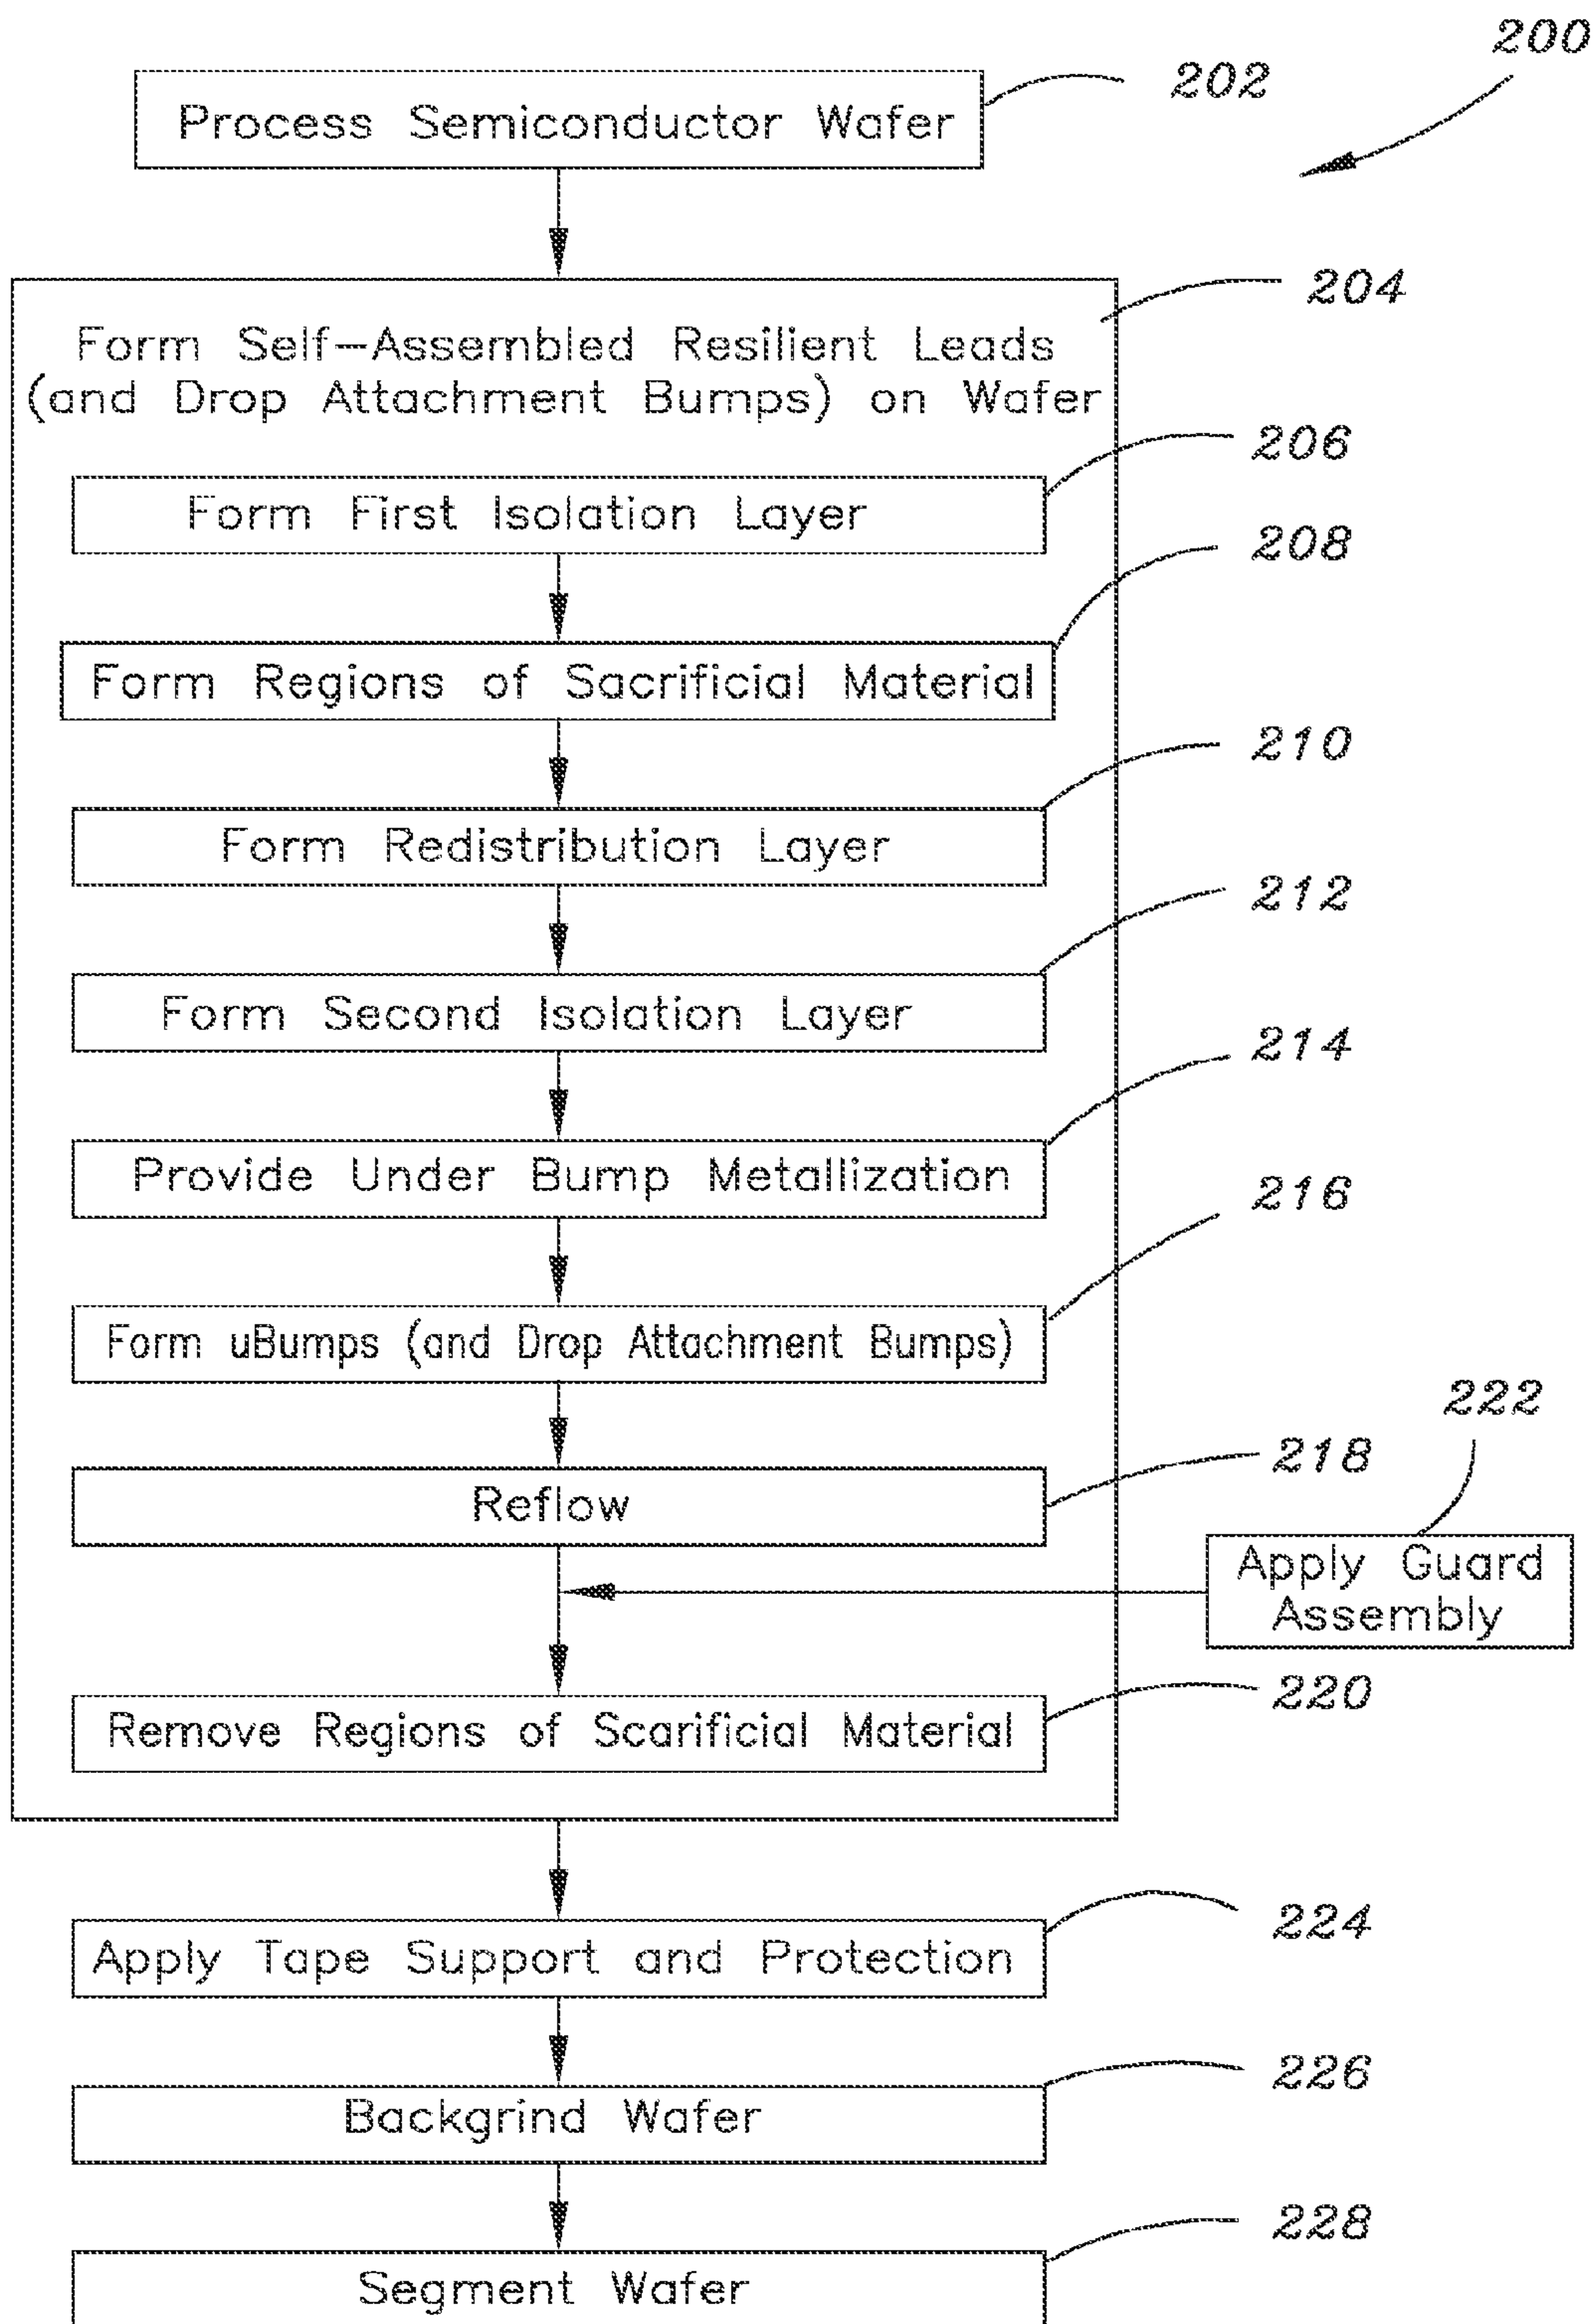 200
Process Semiconductor Wafer
202
204
Form Self-Assembled Resilient Leads
(and Drop Attachment Bumps) on Wafer
206
Form First Isolation Layer
208
Form Regions of Sacrificial Material
210
Form Redistribution Layer
212
Form Second Isolation Layer
214
Provide Under Bump Metallization
216
Form uBumps (and Drop Attachment Bumps)
222
218
Reflow
Apply Guard
Assembly
220
Remove Regions of Scarificial Material
224
Apply Tape Support and Protection
226
Backgrind Wafer
228
Segment Wafer